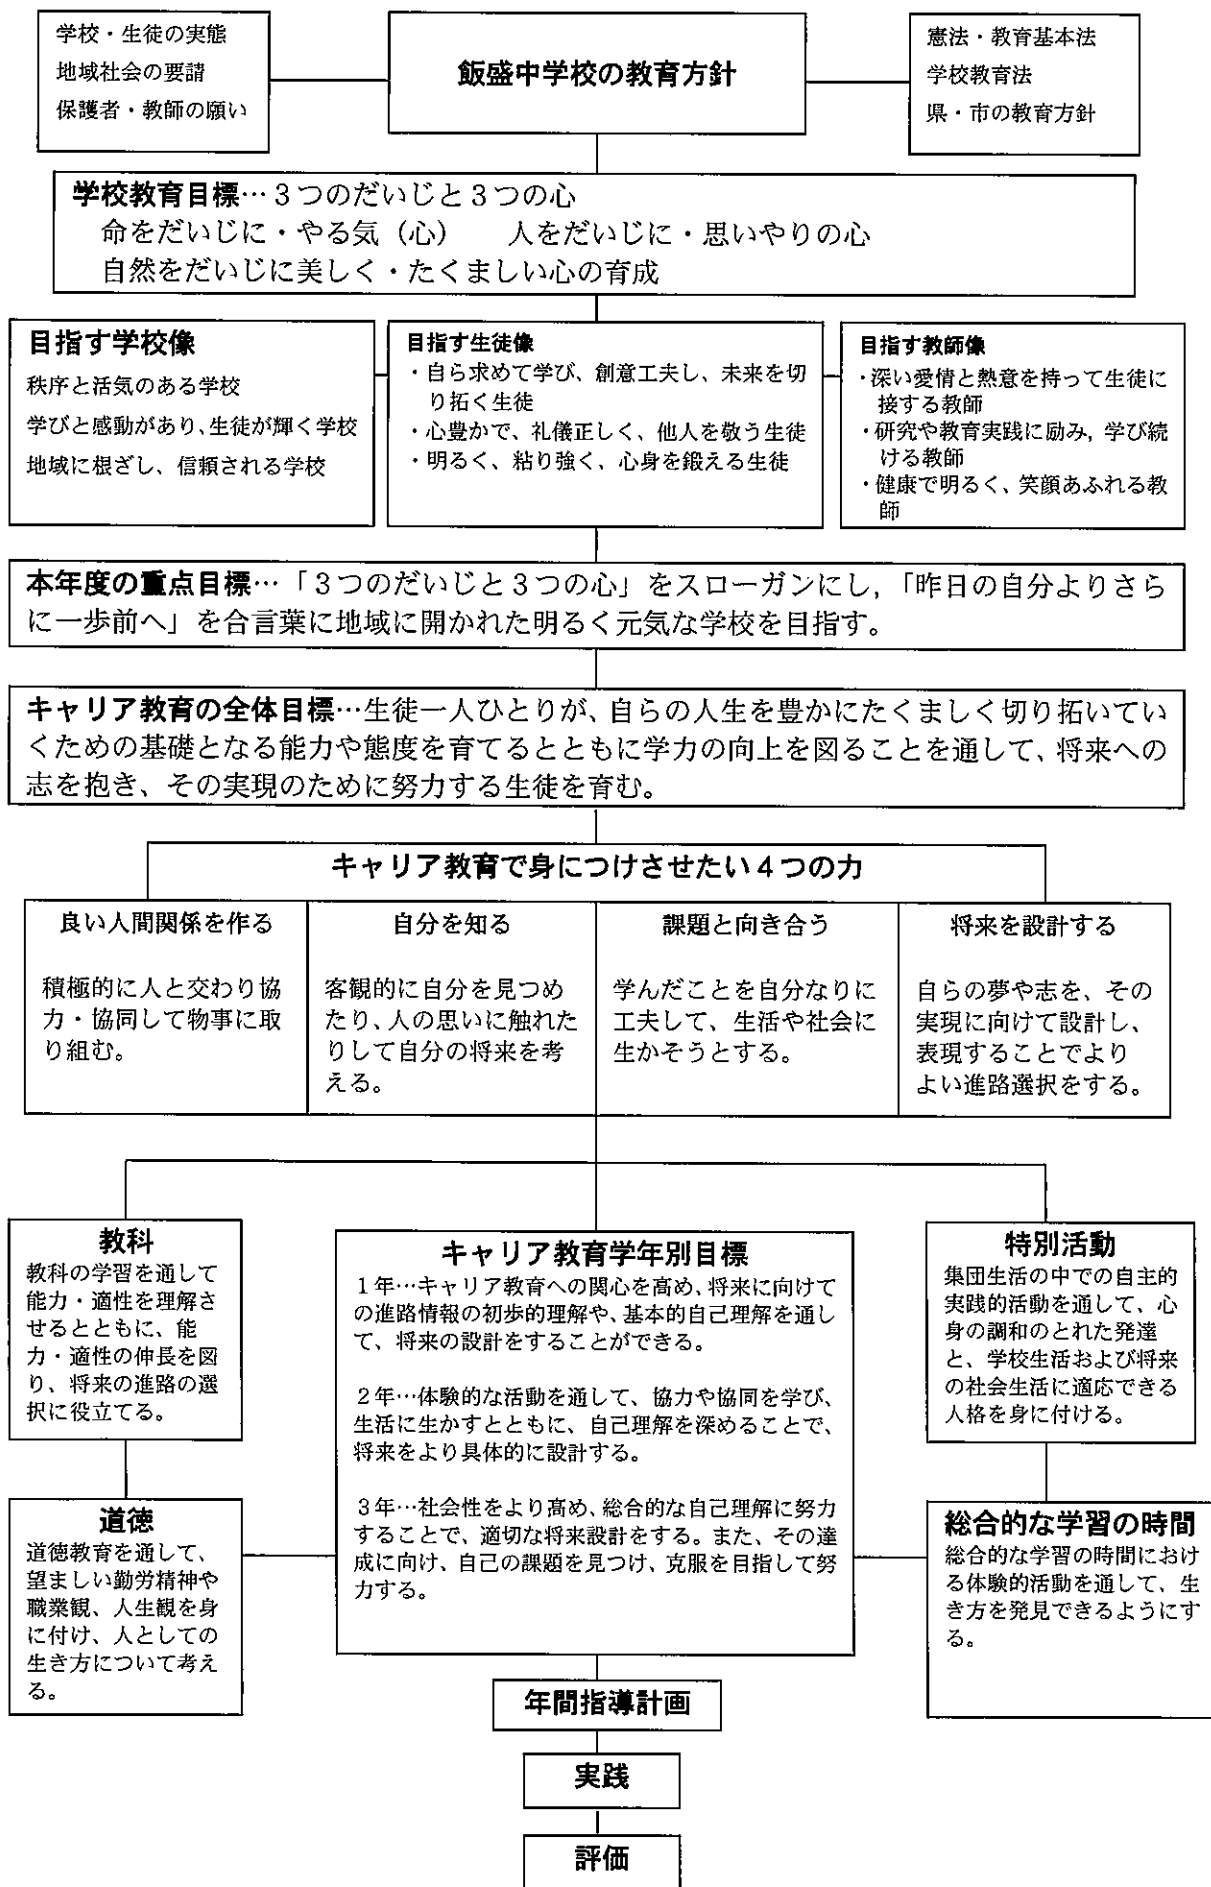 学校・生徒の実態
地域社会の要請
保護者・教師の願い
飯盛中学校の教育方針
憲法・教育基本法
学校教育法
県・市の教育方針
学校教育目標…３つのだいじと３つの心
命をだいじに・やる気（心）　人をだいじに・思いやりの心
自然をだいじに美しく・たくましい心の育成
目指す学校像
秩序と活気のある学校
学びと感動があり、生徒が輝く学校
地域に根ざし、信頼される学校
目指す生徒像
・自ら求めて学び、創意工夫し、未来を切
り拓く生徒
・心豊かで、礼儀正しく、他人を敬う生徒
・明るく、粘り強く、心身を鍛える生徒
目指す教師像
・深い愛情と熱意を持って生徒に
接する教師
・研究や教育実践に励み，学び続
ける教師
・健康で明るく、笑顔あふれる教
師
本年度の重点目標…「３つのだいじと３つの心」をスローガンにし，「昨日の自分よりさら
に一歩前へ」を合言葉に地域に開かれた明るく元気な学校を目指す。
キャリア教育の全体目標…生徒一人ひとりが、自らの人生を豊かにたくましく切り拓いてい
くための基礎となる能力や態度を育てるとともに学力の向上を図ることを通して、将来への
志を抱き、その実現のために努力する生徒を育む。
キャリア教育で身につけさせたい４つの力
良い人間関係を作る
積極的に人と交わり協
力・協同して物事に取
り組む。
自分を知る
客観的に自分を見つめ
たり、人の思いに触れた
りして自分の将来を考
える。
課題と向き合う
学んだことを自分なりに
工夫して、生活や社会に
生かそうとする。
将来を設計する
自らの夢や志を、その
実現に向けて設計し、
表現することでより
よい進路選択をする。
教科
教科の学習を通して
能力・適性を理解さ
せるとともに、能
力・適性の伸長を図
り、将来の進路の選
択に役立てる。
キャリア教育学年別目標
１年…キャリア教育への関心を高め、将来に向けて
の進路情報の初歩的理解や、基本的自己理解を通し
て、将来の設計をすることができる。
２年…体験的な活動を通して、協力や協同を学び、
生活に生かすとともに、自己理解を深めることで、
将来をより具体的に設計する。
３年…社会性をより高め、総合的な自己理解に努力
することで、適切な将来設計をする。また、その達
成に向け、自己の課題を見つけ、克服を目指して努
力する。
特別活動
集団生活の中での自主的
実践的活動を通して、心
身の調和のとれた発達
と、学校生活および将来
の社会生活に適応できる
人格を身に付ける。
道徳
道徳教育を通して、
望ましい勤労精神や
職業観、人生観を身
に付け、人としての
生き方について考え
る。
総合的な学習の時間
総合的な学習の時間におけ
る体験的活動を通して、生
き方を発見できるようにす
る。
年間指導計画
実践
評価